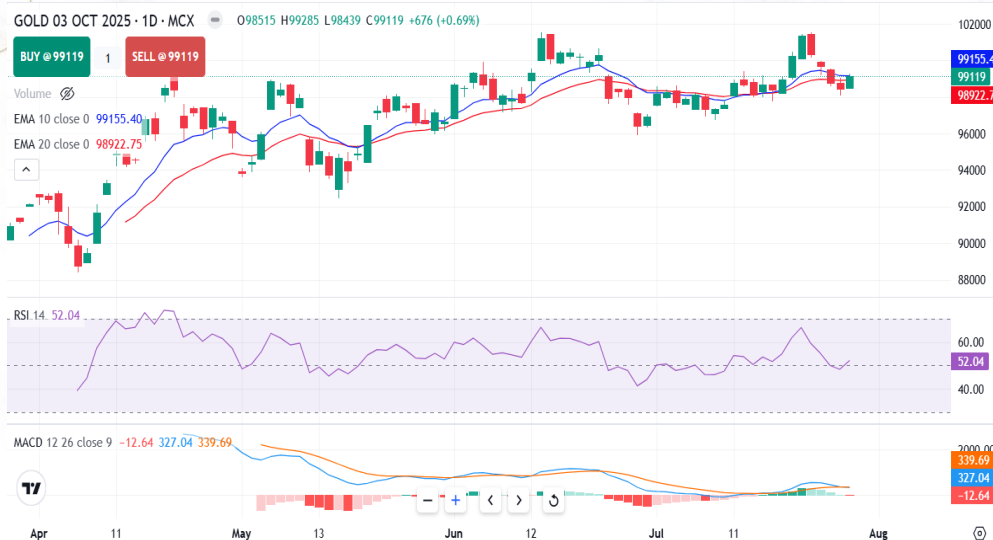 GOLD 03 OCT 2025 · 1D · MCX O98515 H99285 L98439 C99119 +676 (+0.69%)
BUY @ 99119 1 SELL @ 99119
Volume
EMA 10 close 0 99155.40
EMA 20 close 0 98922.75
102000
99155.4
99119
98922.7
96000
94000
92000
90000
88000
RSI 14 52.04
60.00
52.04
40.00
MACD 12 26 close 9 −12.64 327.04 339.69
2000.00
339.69
327.04
−12.64
Apr 11 May 13 Jun 12 Jul 11 Aug